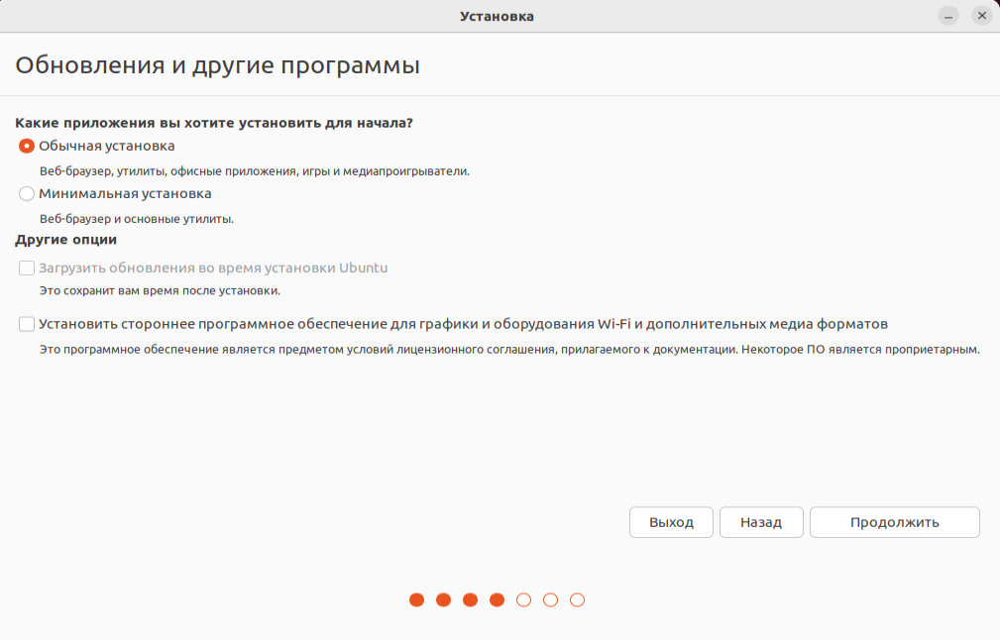 Установка
Обновления и другие программы
Какие приложения вы хотите установить для начала?
Обычная установка
Веб-браузер, утилиты, офисные приложения, игры и медиапроигрыватели.
Минимальная установка
Веб-браузер и основные утилиты.
Другие опции
Загрузить обновления во время установки Ubuntu
Это сохранит вам время после установки.
Установить стороннее программное обеспечение для графики и оборудования Wi-Fi и дополнительных медиа форматов
Это программное обеспечение является предметом условий лицензионного соглашения, прилагаемого к документации. Некоторое ПО является проприетарным.
Выход Назад Продолжить